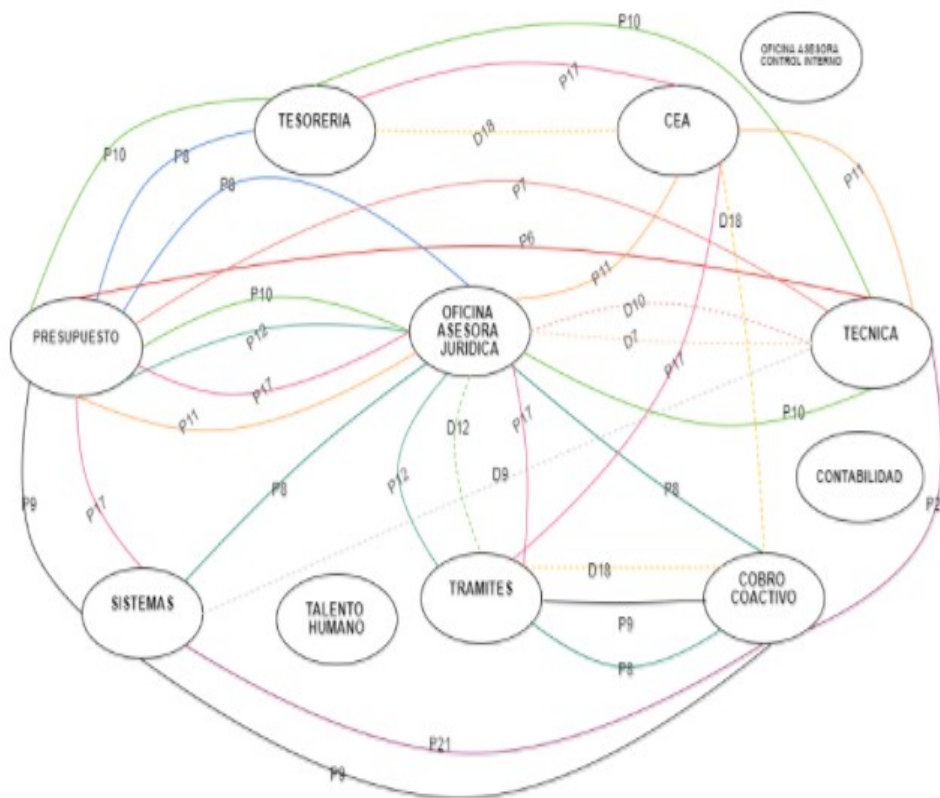 P10
OFICINA ASESORA
CONTROL INTERNO
P17
TESORERIA
CEA
D18
P10
P8
P8
P11
P7
D18
P6
P11
P10
OFICINA
ASESORA
JURIDICA
D10
PRESUPUESTO
P12
D7
TECNICA
P17
P17
P11
P10
P17
D12
CONTABILIDAD
P12
D9
P8
P8
P9
P17
D18
SISTEMAS
TRAMITES
COBRO
COACTIVO
TALENTO
HUMANO
P9
P8
P21
P9